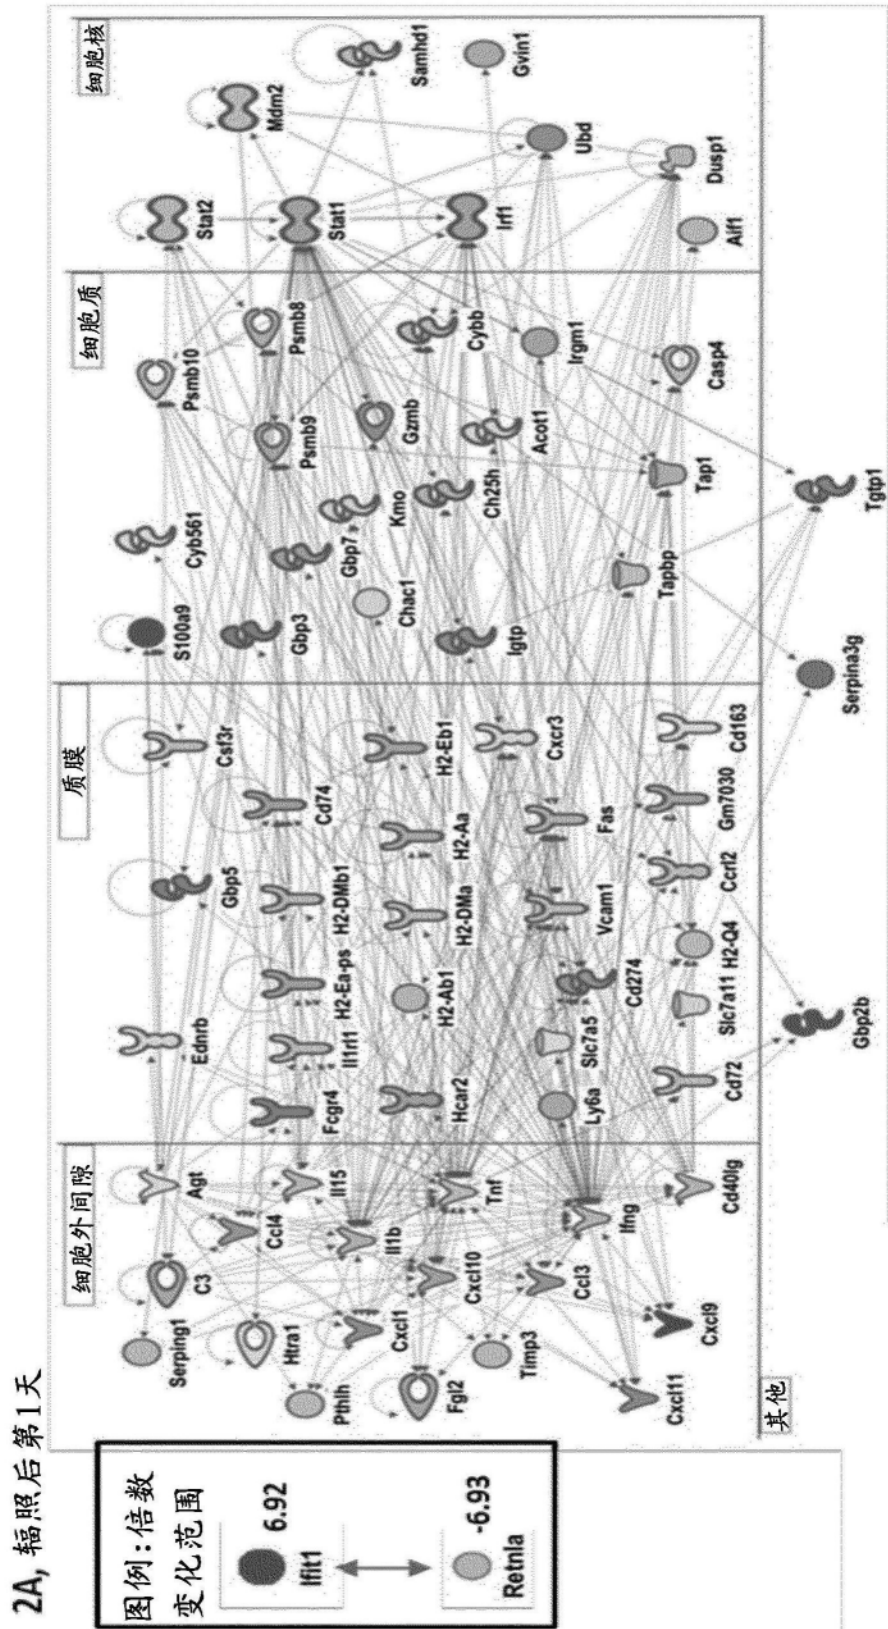 2A, 辐照后第1天
图例:倍数
变化范围
6.92
Ifit1
-6.93
Retnla
细胞外间隙
Serping1
C3
Agt
Htra1
Ccl4
Il15
Pthlh
Cxcl1
Il1b
Fgl2
Cxcl10
Tnf
Timp3
Ccl3
Ifng
Cxcl11
Cxcl9
Cd40lg
质膜
Ednrb
Gbp5
Csf3r
Fcgr4
Il1rl1
H2-Ea-ps
H2-DMb1
Cd74
Hcar2
H2-Ab1
H2-DMa
H2-Aa
H2-Eb1
Ly6a
Slc7a5
Cd274
Vcam1
Fas
Cxcr3
Cd72
Slc7a11
H2-Q4
Ccrl2
Gm7030
Cd163
细胞质
S100a9
Cyb561
Psmb10
Gbp3
Gbp7
Psmb9
Psmb8
Chac1
Kmo
Gzmb
Cybb
Igtp
Ch25h
Acot1
Irgm1
Tapbp
Tap1
Casp4
细胞核
Stat2
Mdm2
Stat1
Samhd1
Irf1
Ubd
Gvin1
Aif1
Dusp1
其他
Gbp2b
Serpina3g
Tgtp1